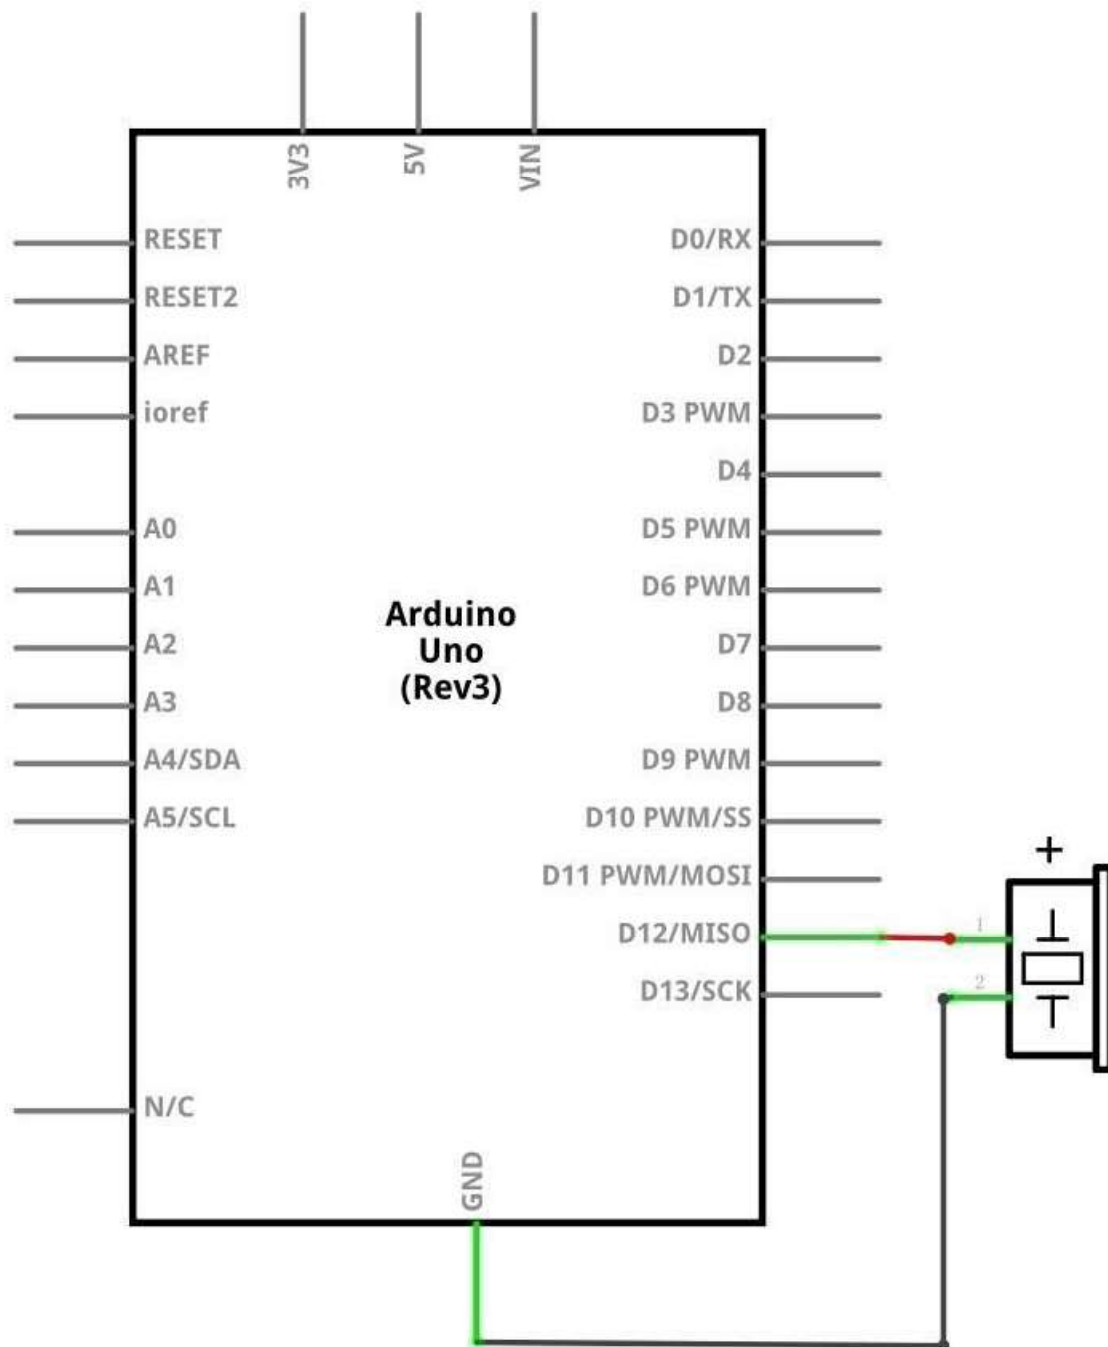 3V3
5V
VIN
RESET
RESET2
AREF
ioref
A0
A1
A2
A3
A4/SDA
A5/SCL
N/C
Arduino
Uno
(Rev3)
D0/RX
D1/TX
D2
D3 PWM
D4
D5 PWM
D6 PWM
D7
D8
D9 PWM
D10 PWM/SS
D11 PWM/MOSI
D12/MISO
D13/SCK
GND
+
1
2